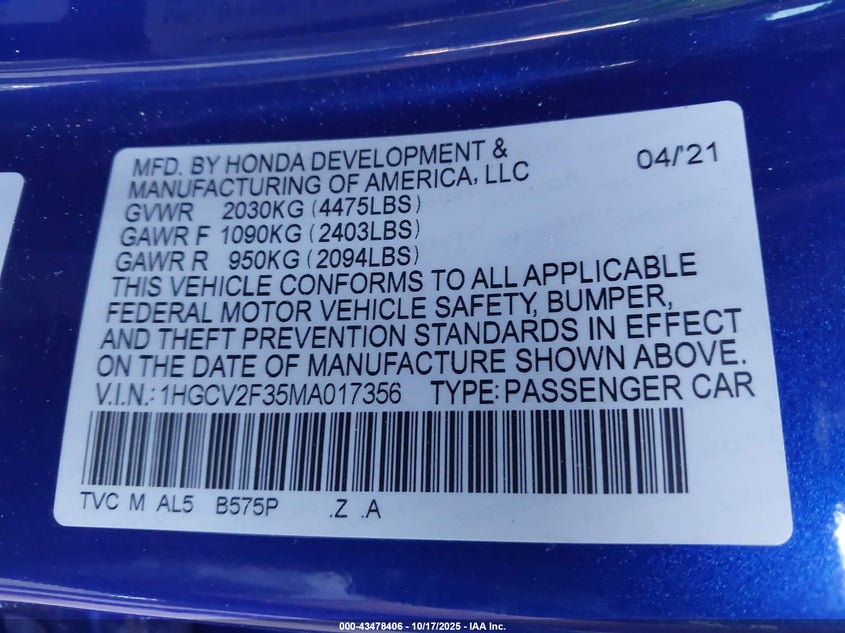 MFD. BY HONDA DEVELOPMENT & 04/'21
MANUFACTURING OF AMERICA, LLC
GVWR 2030KG (4475LBS)
GAWR F 1090KG (2403LBS)
GAWR R 950KG (2094LBS)
THIS VEHICLE CONFORMS TO ALL APPLICABLE
FEDERAL MOTOR VEHICLE SAFETY, BUMPER,
AND THEFT PREVENTION STANDARDS IN EFFECT
ON THE DATE OF MANUFACTURE SHOWN ABOVE.
V.I.N.: 1HGCV2F35MA017356 TYPE: PASSENGER CAR
TVC M AL5 B575P .Z .A
000-43478406 - 10/17/2025 - IAA Inc.